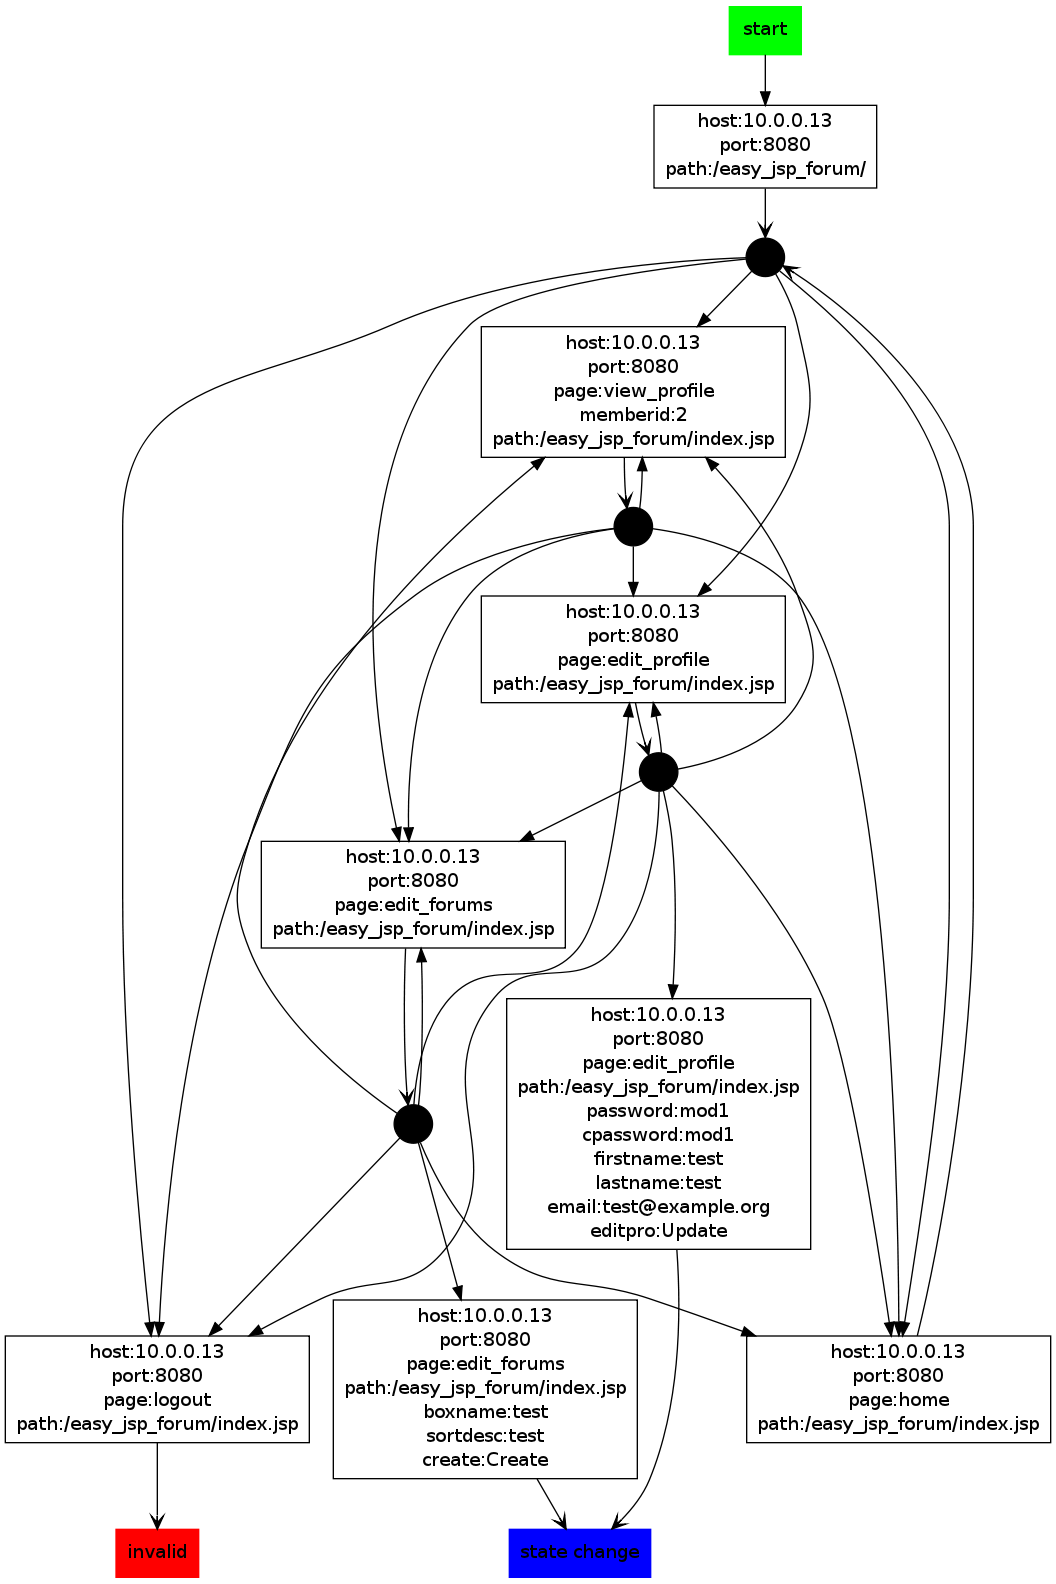 start
host:10.0.0.13
port:8080
path:/easy_jsp_forum/
host:10.0.0.13
port:8080
page:view_profile
memberid:2
path:/easy_jsp_forum/index.jsp
host:10.0.0.13
port:8080
page:edit_profile
path:/easy_jsp_forum/index.jsp
host:10.0.0.13
port:8080
page:edit_forums
path:/easy_jsp_forum/index.jsp
host:10.0.0.13
port:8080
page:edit_profile
path:/easy_jsp_forum/index.jsp
password:mod1
cpassword:mod1
firstname:test
lastname:test
email:test@example.org
editpro:Update
host:10.0.0.13
port:8080
page:logout
path:/easy_jsp_forum/index.jsp
host:10.0.0.13
port:8080
page:edit_forums
path:/easy_jsp_forum/index.jsp
boxname:test
sortdesc:test
create:Create
host:10.0.0.13
port:8080
page:home
path:/easy_jsp_forum/index.jsp
invalid
state change